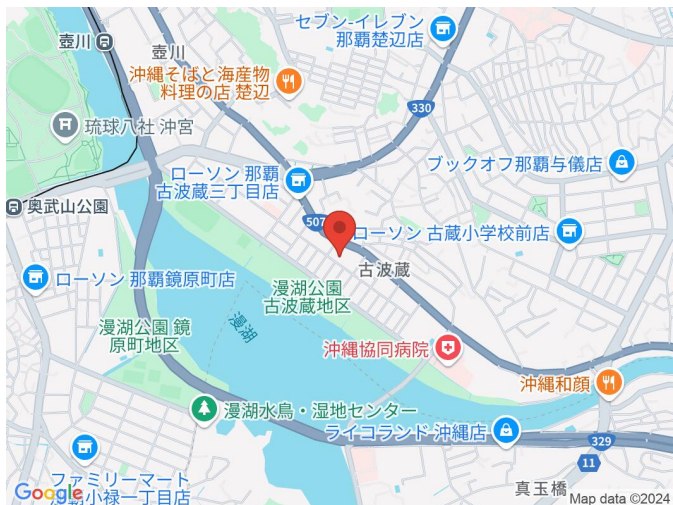 セブン-イレブン
那覇楚辺店
壺川
壺川
沖縄そばと海産物
料理の店 楚辺
330
琉球八社 沖宮
ブックオフ那覇与儀店
ローソン 那覇
古波蔵三丁目店
奥武山公園
507
ローソン 古蔵小学校前店
古波蔵
ローソン 那覇鏡原町店
漫湖公園
古波蔵地区
漫湖公園 鏡
原町地区
漫湖
沖縄協同病院
沖縄和顔
漫湖水鳥・湿地センター
ライコランド 沖縄店
329
11
ファミリーマート
那覇小禄一丁目店
真玉橋
Google
Map data ©2024